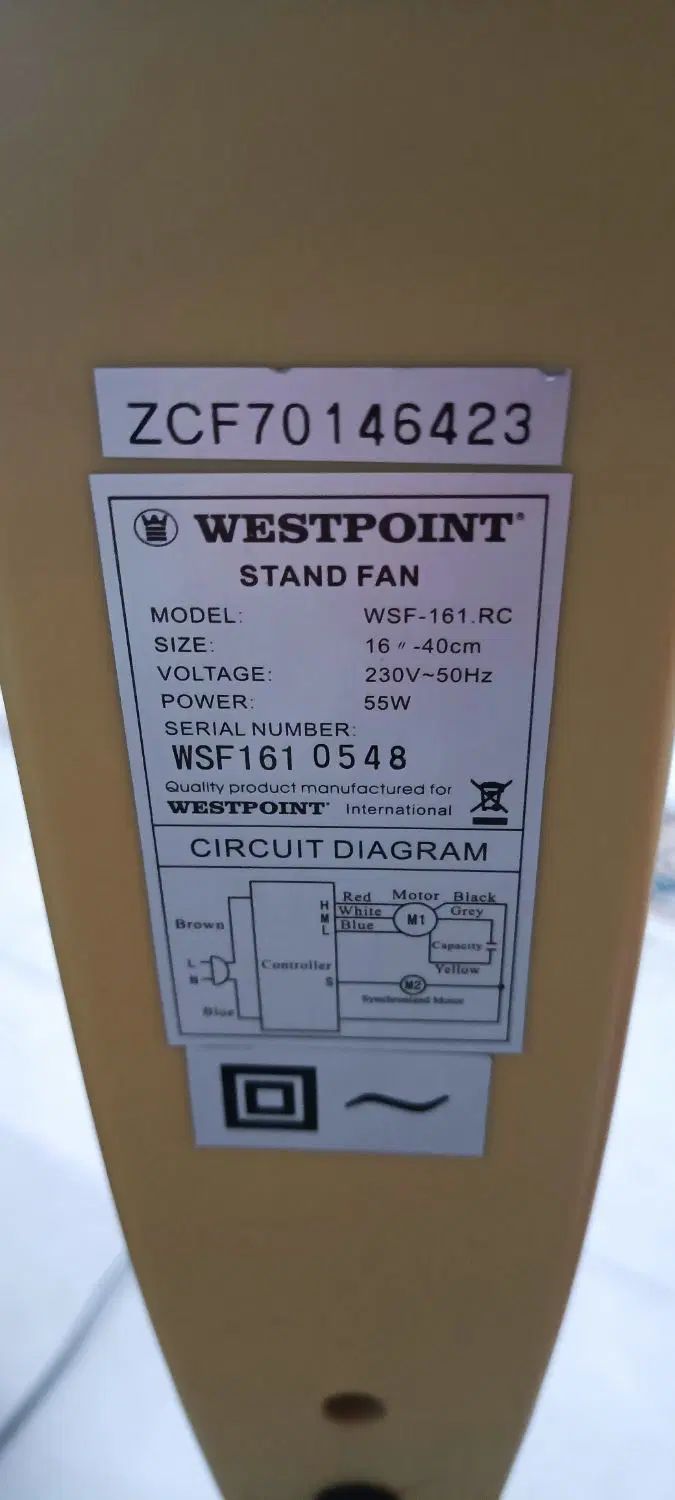 ZCF70146423
WESTPOINT®
STAND FAN
MODEL: WSF-161.RC
SIZE: 16〃-40cm
VOLTAGE: 230V~50Hz
POWER: 55W
SERIAL NUMBER:
WSF161 0548
Quality product manufactured for
WESTPOINT® International
CIRCUIT DIAGRAM
Red Motor Black
H White M1 Grey
M Blue
L
Brown
Capacity
L Controller Yellow
N S M2
Synchronized Motor
Blue
~